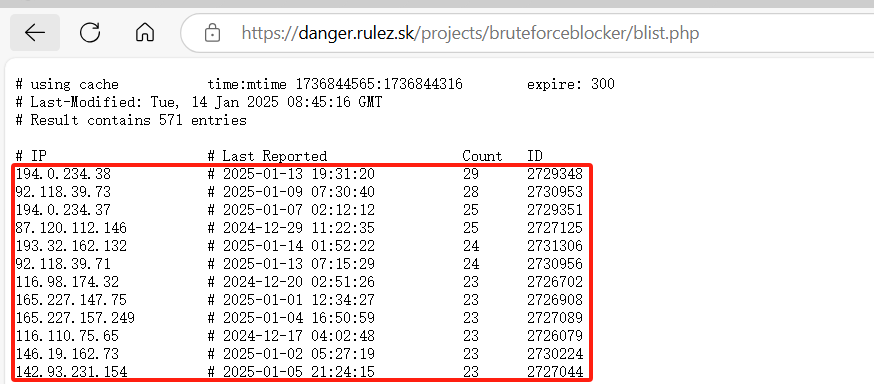 https://danger.rulez.sk/projects/bruteforceblocker/blist.php
# using cache time:mtime 1736844565:1736844316 expire: 300
# Last-Modified: Tue, 14 Jan 2025 08:45:16 GMT
# Result contains 571 entries
# IP # Last Reported Count ID
194.0.234.38 # 2025-01-13 19:31:20 29 2729348
92.118.39.73 # 2025-01-09 07:30:40 28 2730953
194.0.234.37 # 2025-01-07 02:12:12 25 2729351
87.120.112.146 # 2024-12-29 11:22:35 25 2727125
193.32.162.132 # 2025-01-14 01:52:22 24 2731306
92.118.39.71 # 2025-01-13 07:15:29 24 2730956
116.98.174.32 # 2024-12-20 02:51:26 23 2726702
165.227.147.75 # 2025-01-01 12:34:27 23 2726908
165.227.157.249 # 2025-01-04 16:50:59 23 2727089
116.110.75.65 # 2024-12-17 04:02:48 23 2726079
146.19.162.73 # 2025-01-02 05:27:19 23 2730224
142.93.231.154 # 2025-01-05 21:24:15 23 2727044